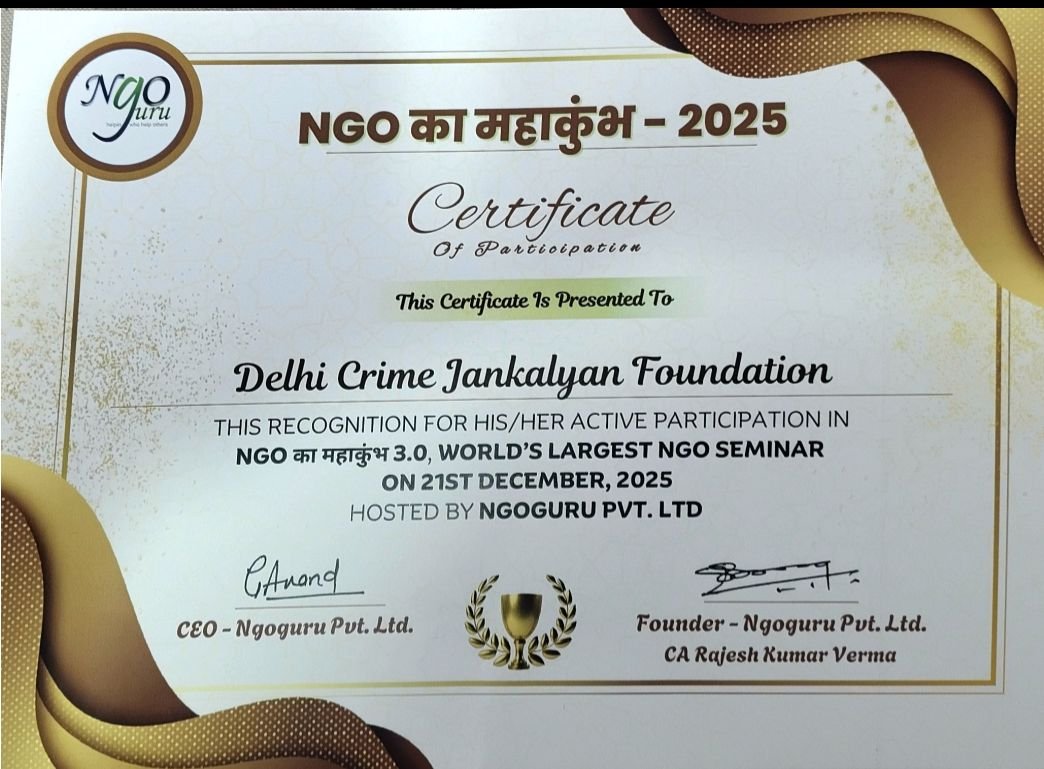 Ngo
guru
NGO का महाकुंभ - 2025
Certificate
Of Participation
This Certificate Is Presented To
Delhi Crime Jankalyan Foundation
THIS RECOGNITION FOR HIS/HER ACTIVE PARTICIPATION IN
NGO का महाकुंभ 3.0, WORLD'S LARGEST NGO SEMINAR
ON 21ST DECEMBER, 2025
HOSTED BY NGOGURU PVT. LTD
CEO - Ngoguru Pvt. Ltd.
Founder - Ngoguru Pvt. Ltd.
CA Rajesh Kumar Verma